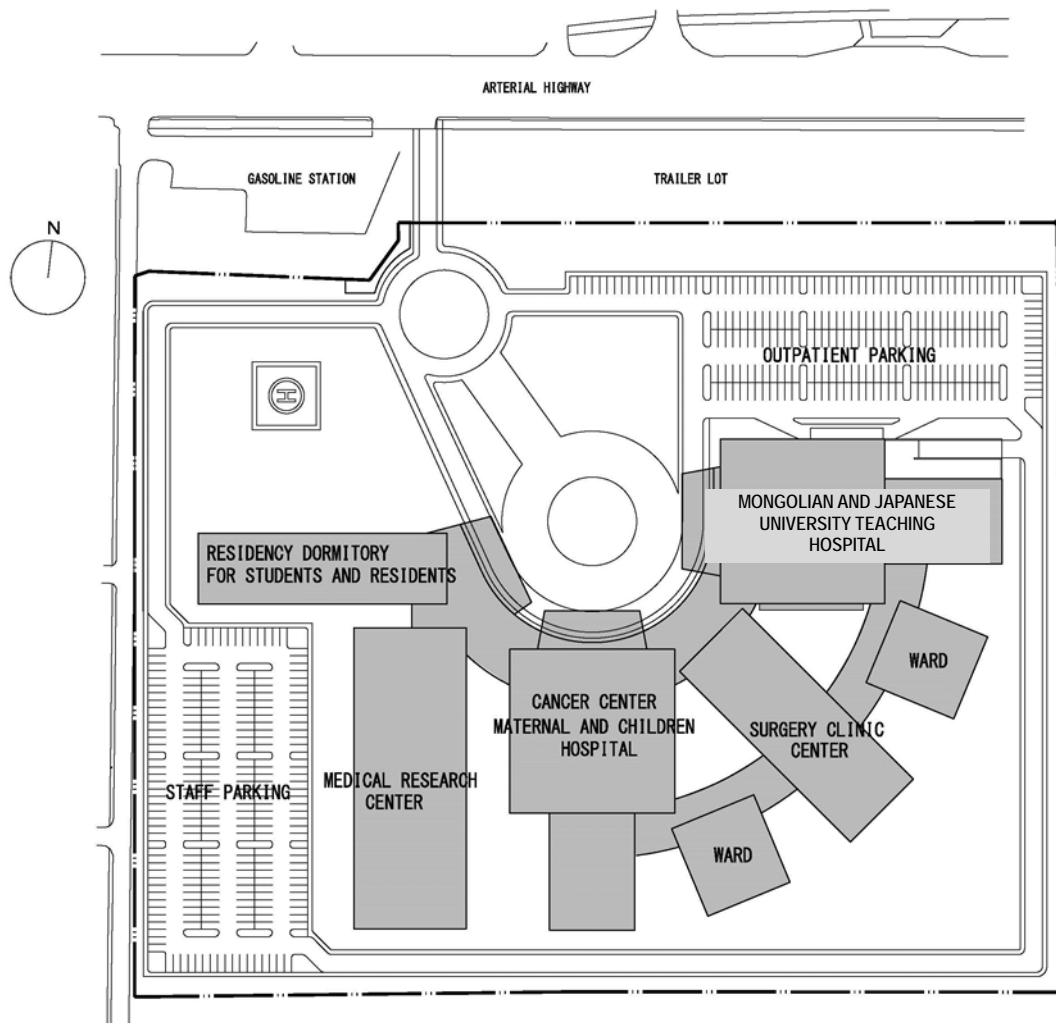 ARTERIAL HIGHWAY
GASOLINE STATION
TRAILER LOT
N
OUTPATIENT PARKING
H
MONGOLIAN AND JAPANESE
UNIVERSITY TEACHING
HOSPITAL
RESIDENCY DORMITORY
FOR STUDENTS AND RESIDENTS
WARD
CANCER CENTER
MATERNAL AND CHILDREN
HOSPITAL
SURGERY CLINIC
CENTER
MEDICAL RESEARCH
CENTER
STAFF PARKING
WARD